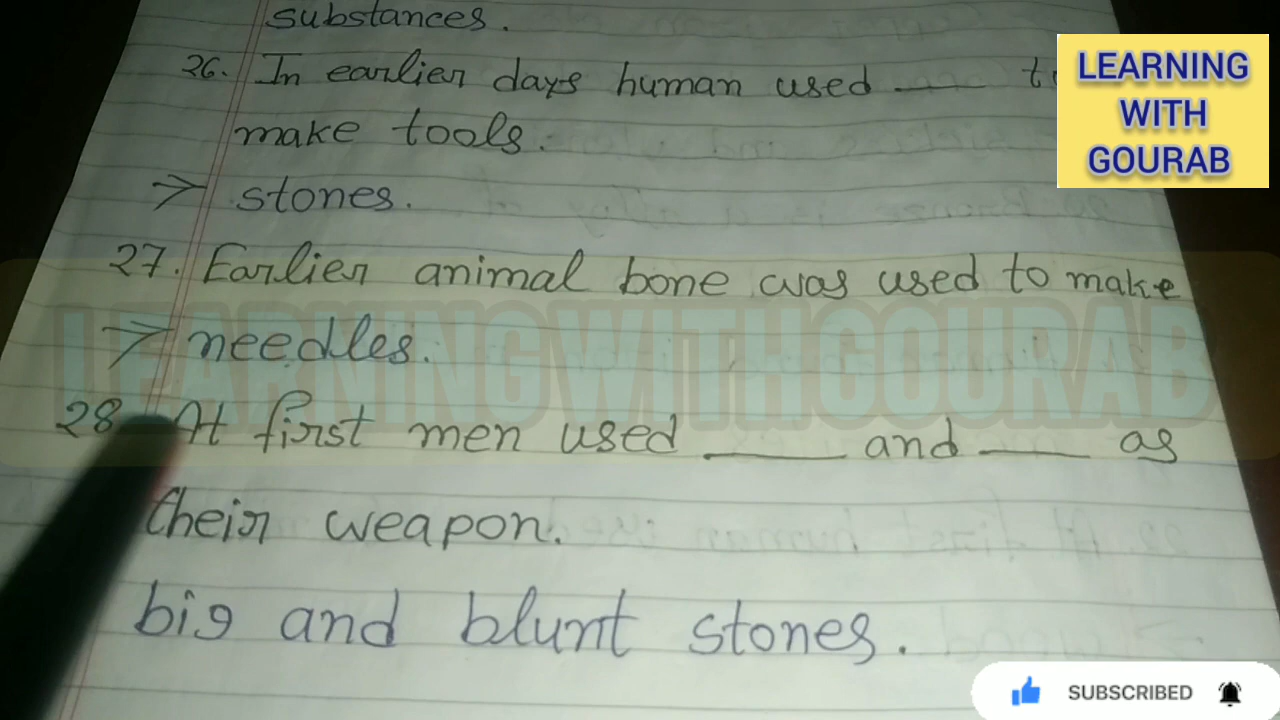 substances.
26. In earlier days human used ___ to
make tools.
> stones.
27. Earlier animal bone was used to make
> needles.
28. At first men used ___ and ___ as
their weapon.
big and blunt stones.
LEARNING
WITH
GOURAB
LEARNINGWITHGOURAB
SUBSCRIBED